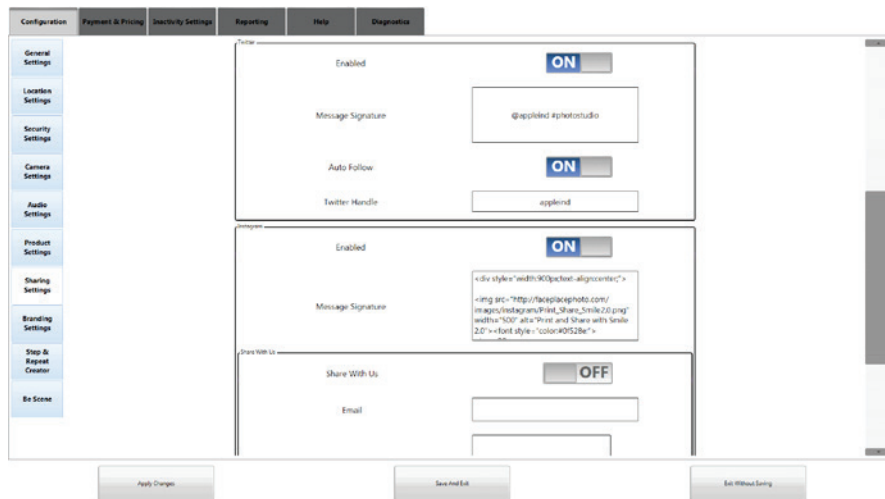 Configuration
Payment & Pricing
Inactivity Settings
Reporting
Help
Diagnostics
General
Settings
Location
Settings
Security
Settings
Camera
Settings
Audio
Settings
Product
Settings
Sharing
Settings
Branding
Settings
Step &
Repeat
Creator
Be Scene
Twitter
Enabled
ON
Message Signature
@appleind #photostudio
Auto Follow
ON
Twitter Handle
appleind
Instagram
Enabled
ON
Message Signature
<div style="width:900px;text-align:center;">
<img src="http://faceplacephoto.com/
images/instagram/Print_Share_Smile2.0.png"
width="500" alt="Print and Share with Smile
2.0"><font style="color:#0f528e">
Share With Us
Share With Us
OFF
Email
Apply Changes
Save And Exit
Exit Without Saving